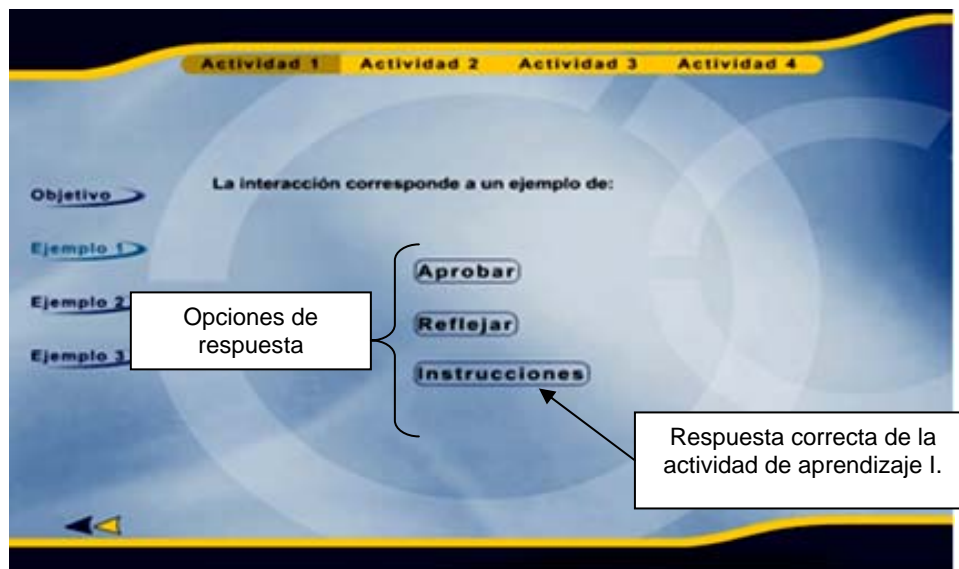 Actividad 1 Actividad 2 Actividad 3 Actividad 4
La interacción corresponde a un ejemplo de:
Objetivo
Ejemplo 1
Ejemplo 2
Ejemplo 3
Opciones de
respuesta
Aprobar
Reflejar
Instrucciones
Respuesta correcta de la
actividad de aprendizaje I.